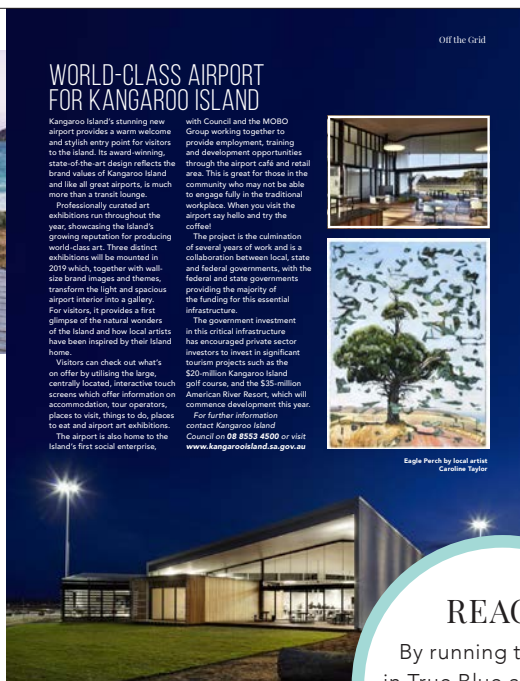 Off the Grid
WORLD-CLASS AIRPORT
FOR KANGAROO ISLAND
Kangaroo Island's stunning new
airport provides a warm welcome
and stylish entry point for visitors
to the island. Its award-winning,
state-of-the-art design reflects the
brand values of Kangaroo Island
and like all great airports, is much
more than a transit lounge.
Professionally curated art
exhibitions run throughout the
year, showcasing the Island's
growing reputation for producing
world-class art. Three distinct
exhibitions will be mounted in
2019 which, together with wall-
size brand images and themes,
transform the light and spacious
airport interior into a gallery.
For visitors, it provides a first
glimpse of the natural wonders
of the Island and how local artists
have been inspired by their Island
home.
Visitors can check out what's
on offer by utilising the large,
centrally located, interactive touch
screens which offer information on
accommodation, tour operators,
places to visit, things to do, places
to eat and airport art exhibitions.
The airport is also home to the
Island's first social enterprise,
with Council and the MOBO
Group working together to
provide employment, training
and development opportunities
through the airport café and retail
area. This is great for those in the
community who may not be able
to engage fully in the traditional
workplace. When you visit the
airport say hello and try the
coffee!
The project is the culmination
of several years of work and is a
collaboration between local, state
and federal governments, with the
federal and state governments
providing the majority of
the funding for this essential
infrastructure.
The government investment
in this critical infrastructure
has encouraged private sector
investors to invest in significant
tourism projects such as the
$20-million Kangaroo Island
golf course, and the $35-million
American River Resort, which will
commence development this year.
For further information
contact Kangaroo Island
Council on 08 8553 4500 or visit
www.kangarooisland.sa.gov.au
Eagle Perch by local artist
Caroline Taylor
REAC
By running t
in True Blue